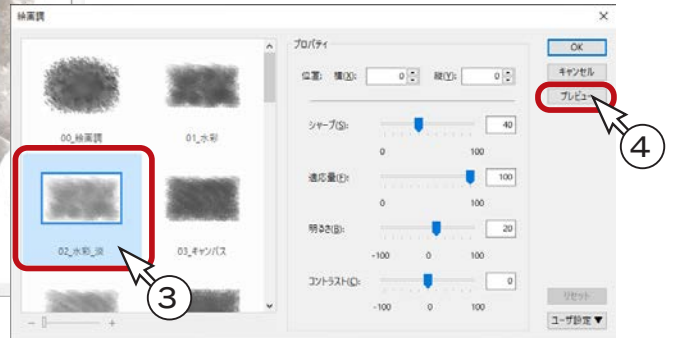 絵画調
00_絵画調
01_水彩
02_水彩_淡
03_キャンバス
プロパティ
位置: 横(X): 0 縦(Y): 0
シャープ(S): 40
0 100
適応量(F): 100
0 100
明るさ(B): 20
-100 0 100
コントラスト(C): 0
-100 0 100
OK
キャンセル
プレビュー
リセット
ユーザ設定▼
③
④